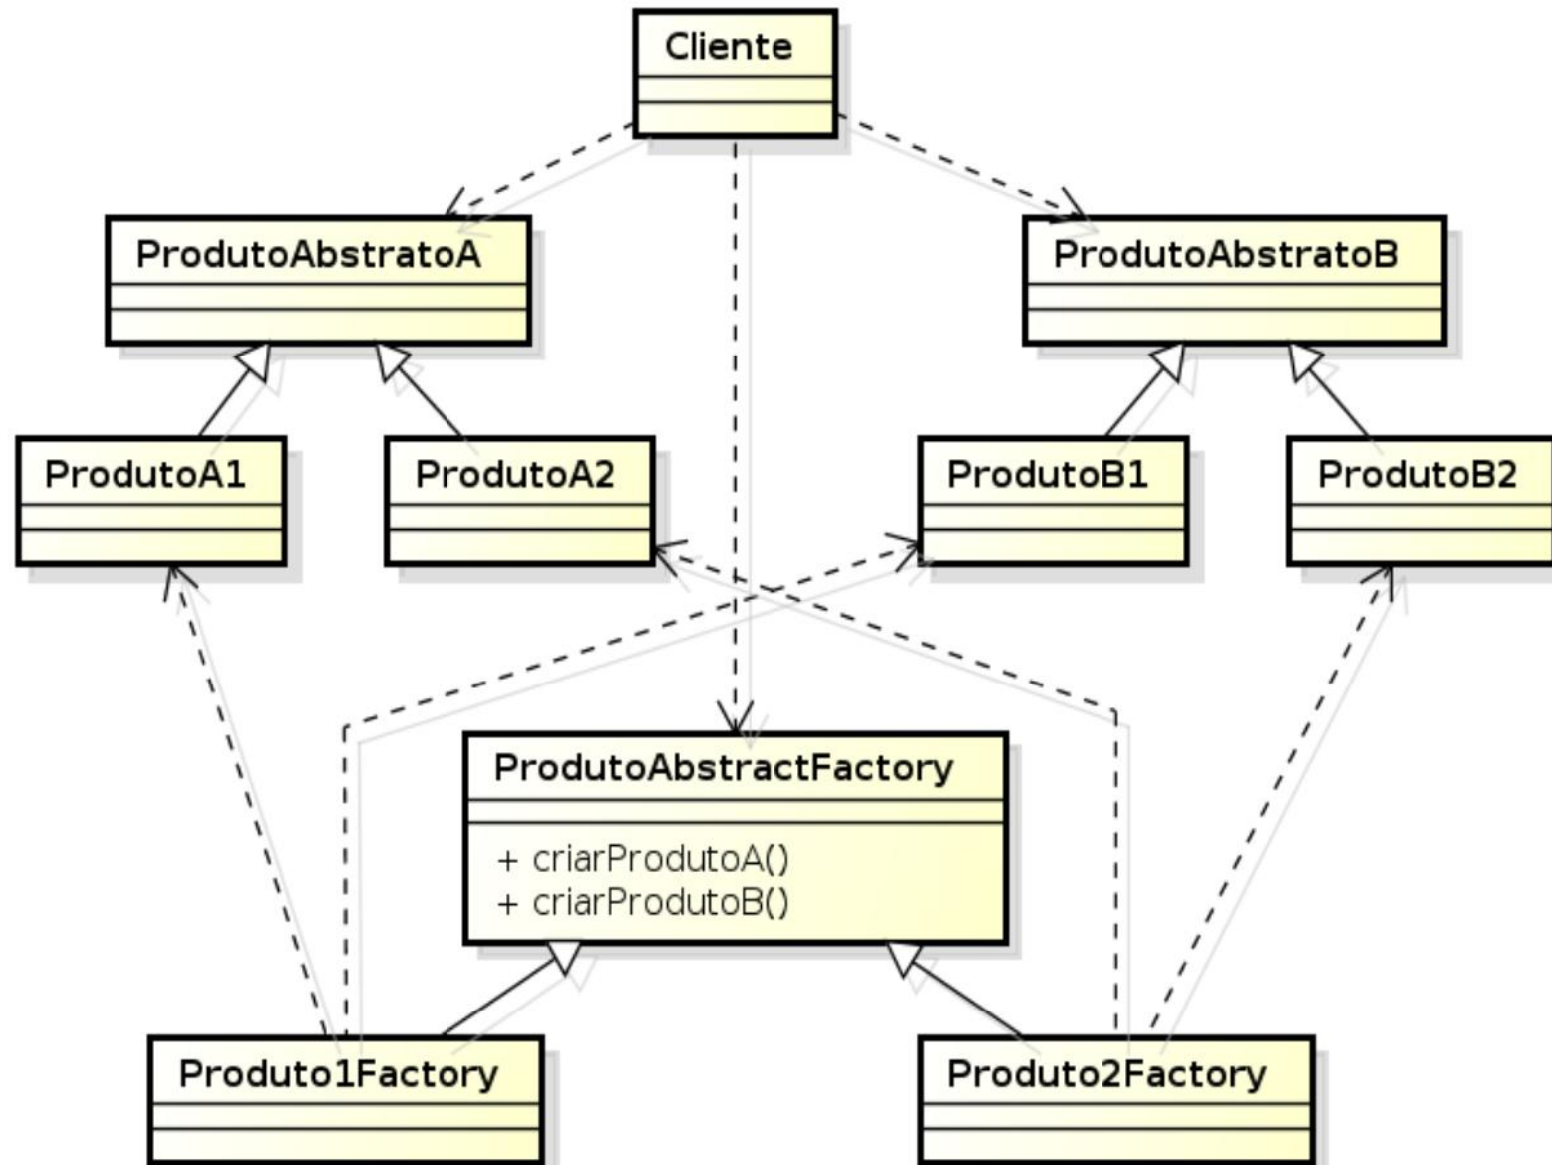 Cliente
ProdutoAbstratoA
ProdutoAbstratoB
ProdutoA1
ProdutoA2
ProdutoB1
ProdutoB2
ProdutoAbstractFactory
+ criarProdutoA()
+ criarProdutoB()
Produto1Factory
Produto2Factory